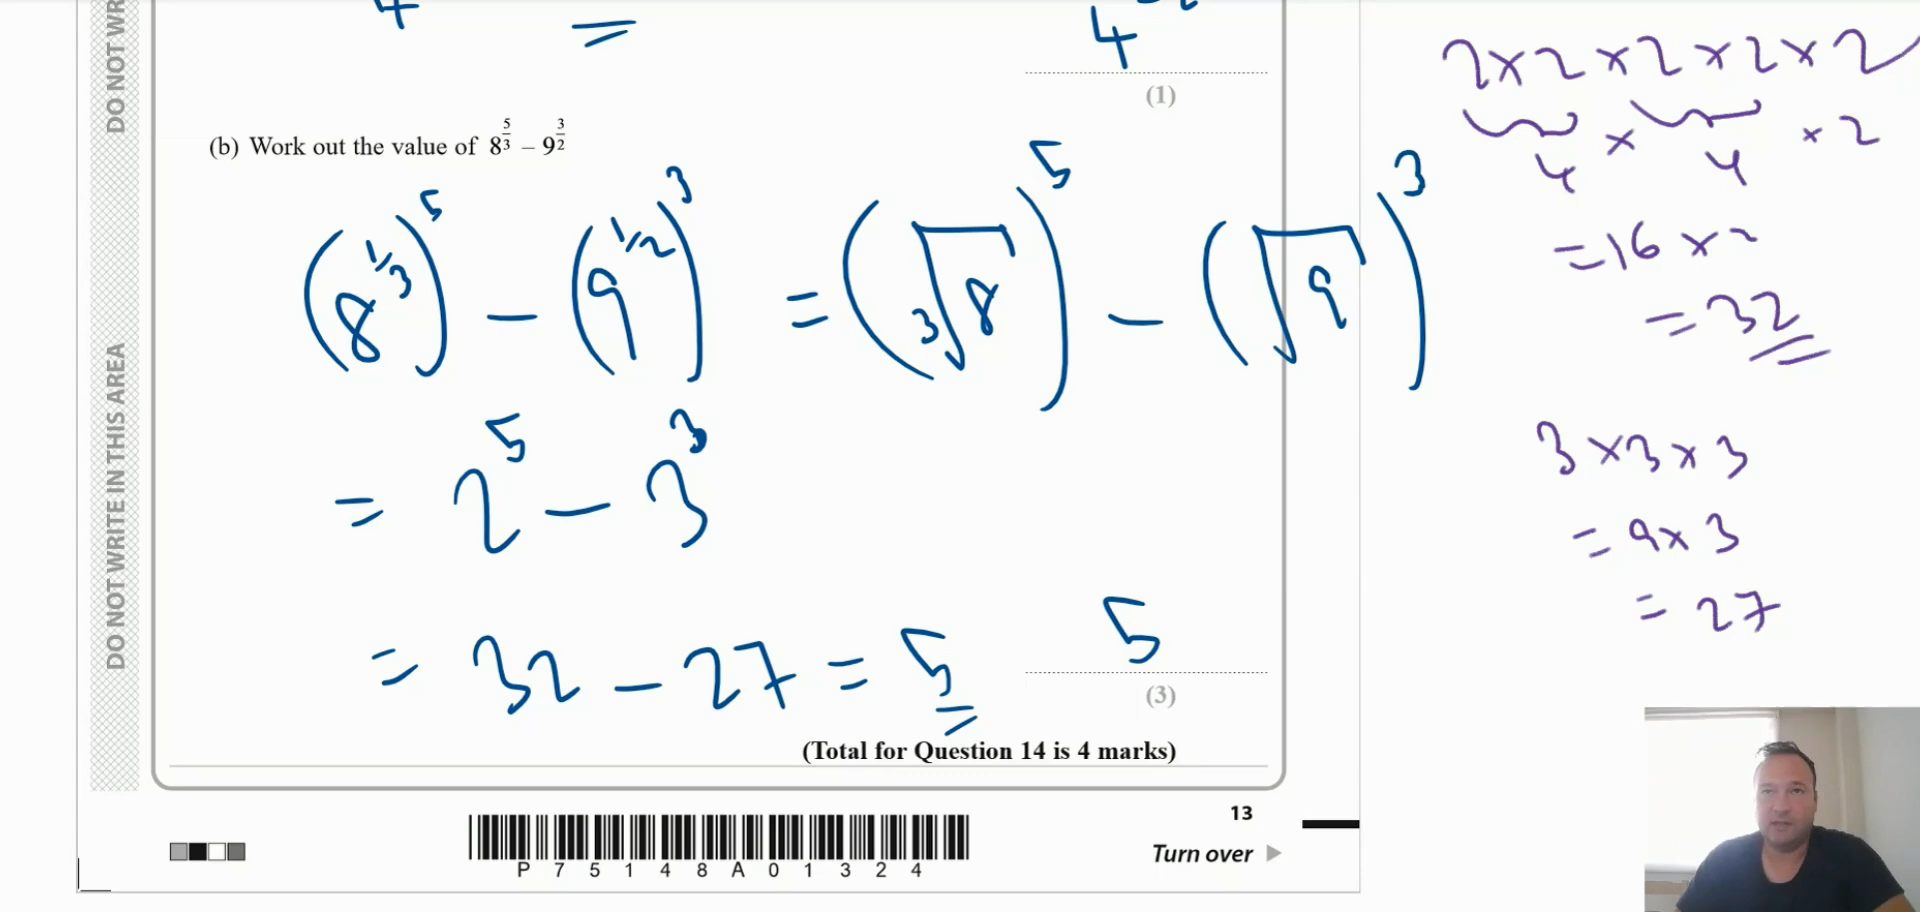 DO NOT WR
4
=
4
(1)
(b) Work out the value of 8^(5/3) – 9^(3/2)
(8^(1/3))^5 – (9^(1/2))^3 = (³√8)^5 – (√9)^3
= 2^5 – 3^3
= 32 – 27 = 5
5
(3)
(Total for Question 14 is 4 marks)
DO NOT WRITE IN THIS AREA
2 × 2 × 2 × 2 × 2
4 × 4 × 2
= 16 × 2
= 32
3 × 3 × 3
= 9 × 3
= 27
P 7 5 1 4 8 A 0 1 3 2 4
13
Turn over